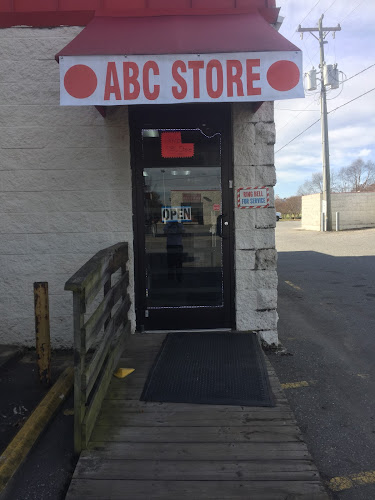 ABC STORE
OPEN
RING BELL
FOR SERVICE